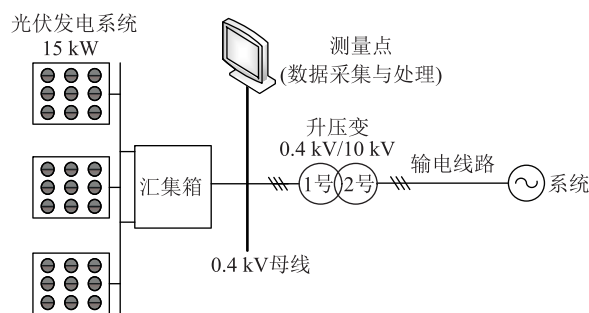 光伏发电系统
15 kW
测量点
(数据采集与处理)
升压变
0.4 kV/10 kV
输电线路
汇集箱
1号
2号
系统
0.4 kV母线